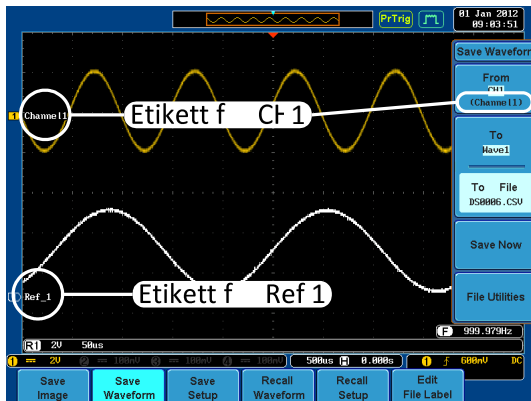 PrTrig
01 Jan 2012
09:03:51
Save Waveform
From
CH1
(Channel1)
1 Channel1
Etikett f CH 1
To
Wave1
To File
DS0006.CSV
Save Now
Ref_1
Etikett f Ref 1
File Utilities
F 999.979Hz
R1 2V 50us
1 2V 2 100mV 3 100mV 4 100mV 500us H 0.000s 1 600mV DC
Save Image
Save Waveform
Save Setup
Recall Waveform
Recall Setup
Edit File Label